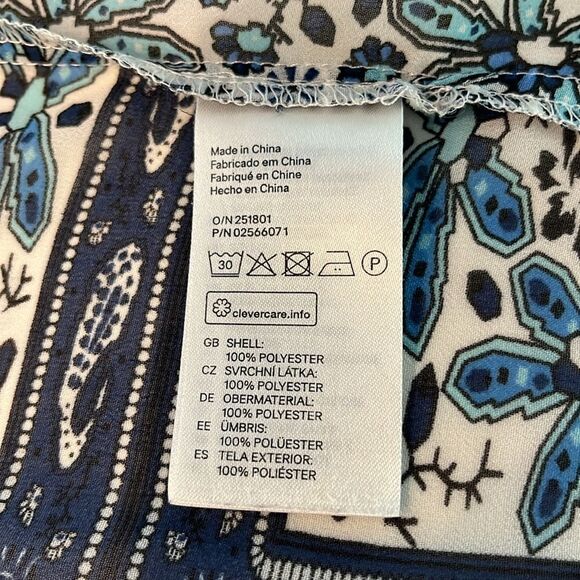 Made in China
Fabricado em China
Fabriqué en Chine
Hecho en China
O/N 251801
P/N 02566071
30 P
clevercare.info
GB SHELL:
100% POLYESTER
CZ SVRCHNÍ LÁTKA:
100% POLYESTER
DE OBERMATERIAL:
100% POLYESTER
EE ÜMBRIS:
100% POLÜESTER
ES TELA EXTERIOR:
100% POLIÉSTER